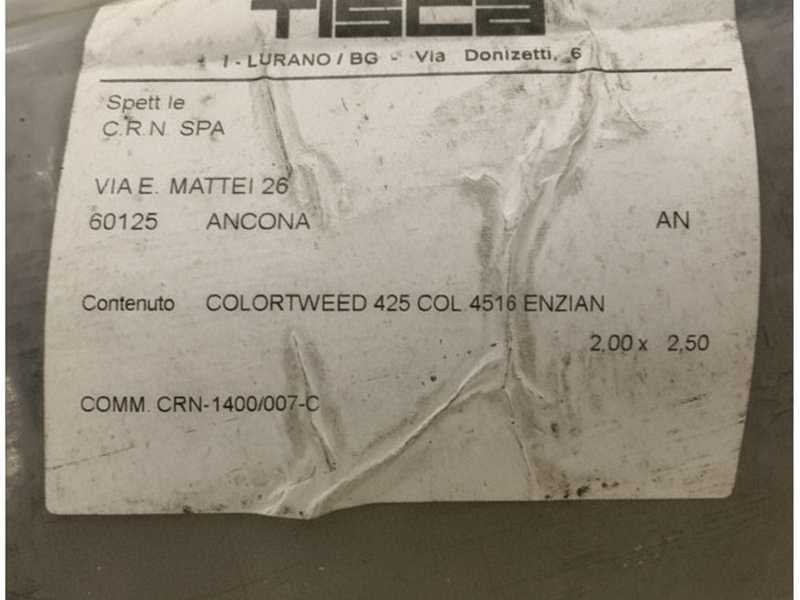 TISCA
I - LURANO / BG - Via Donizetti, 6
Spett le
C.R.N. SPA
VIA E. MATTEI 26
60125 ANCONA AN
Contenuto COLORTWEED 425 COL 4516 ENZIAN
2,00 x 2,50
COMM. CRN-1400/007-C